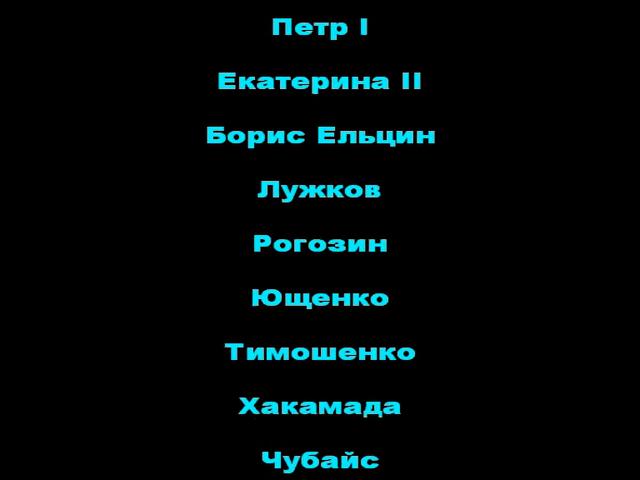 Петр I
Екатерина II
Борис Ельцин
Лужков
Рогозин
Ющенко
Тимошенко
Хакамада
Чубайс